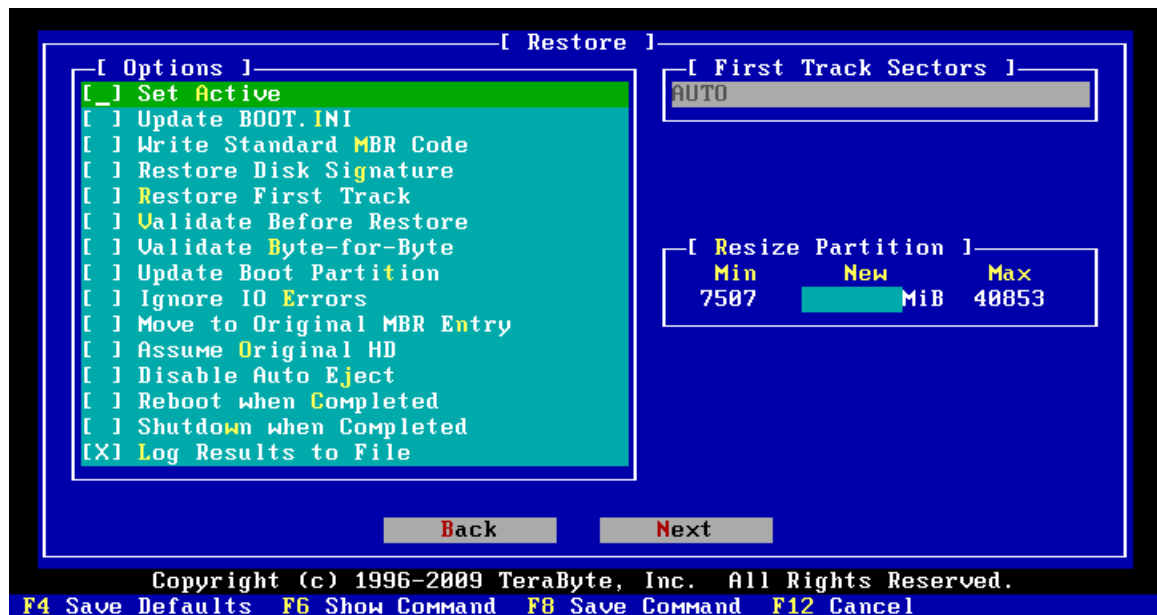 [ Restore ]
[ Options ]
[_] Set Active
[ ] Update BOOT.INI
[ ] Write Standard MBR Code
[ ] Restore Disk Signature
[ ] Restore First Track
[ ] Validate Before Restore
[ ] Validate Byte-for-Byte
[ ] Update Boot Partition
[ ] Ignore IO Errors
[ ] Move to Original MBR Entry
[ ] Assume Original HD
[ ] Disable Auto Eject
[ ] Reboot when Completed
[ ] Shutdown when Completed
[X] Log Results to File
[ First Track Sectors ]
AUTO
[ Resize Partition ]
Min New Max
7507 MiB 40853
Back Next
Copyright (c) 1996-2009 TeraByte, Inc. All Rights Reserved.
F4 Save Defaults F6 Show Command F8 Save Command F12 Cancel